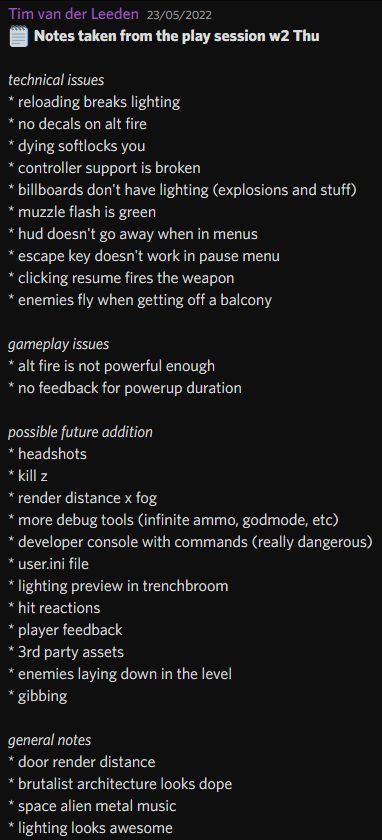 Tim van der Leeden 23/05/2022
Notes taken from the play session w2 Thu
technical issues
* reloading breaks lighting
* no decals on alt fire
* dying softlocks you
* controller support is broken
* billboards don't have lighting (explosions and stuff)
* muzzle flash is green
* hud doesn't go away when in menus
* escape key doesn't work in pause menu
* clicking resume fires the weapon
* enemies fly when getting off a balcony
gameplay issues
* alt fire is not powerful enough
* no feedback for powerup duration
possible future addition
* headshots
* kill z
* render distance x fog
* more debug tools (infinite ammo, godmode, etc)
* developer console with commands (really dangerous)
* user.ini file
* lighting preview in trenchbroom
* hit reactions
* player feedback
* 3rd party assets
* enemies laying down in the level
* gibbing
general notes
* door render distance
* brutalist architecture looks dope
* space alien metal music
* lighting looks awesome